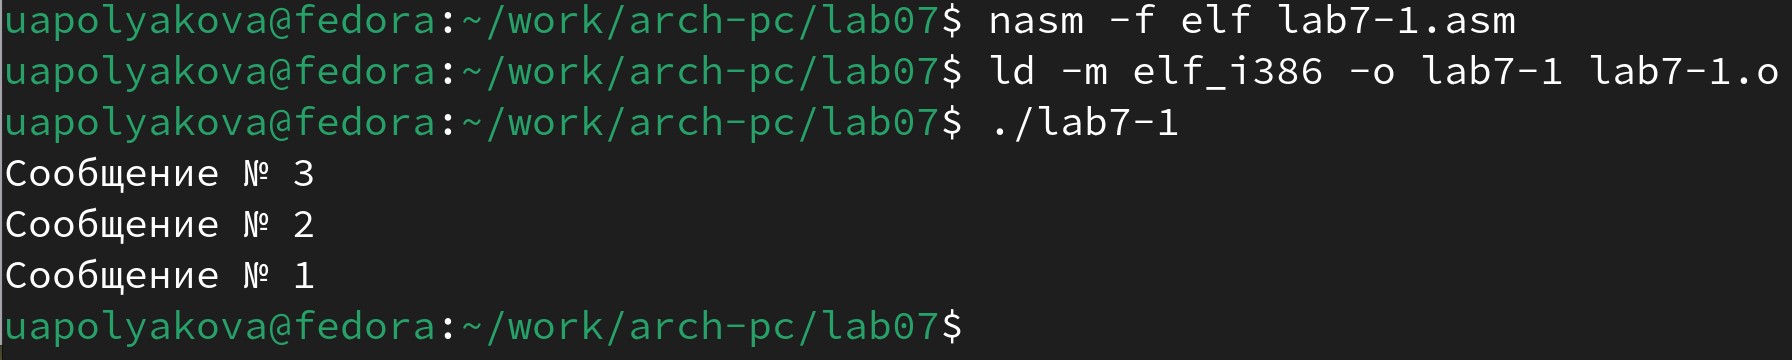 uapolyakova@fedora:~/work/arch-pc/lab07$ nasm -f elf lab7-1.asm
uapolyakova@fedora:~/work/arch-pc/lab07$ ld -m elf_i386 -o lab7-1 lab7-1.o
uapolyakova@fedora:~/work/arch-pc/lab07$ ./lab7-1
Сообщение № 3
Сообщение № 2
Сообщение № 1
uapolyakova@fedora:~/work/arch-pc/lab07$